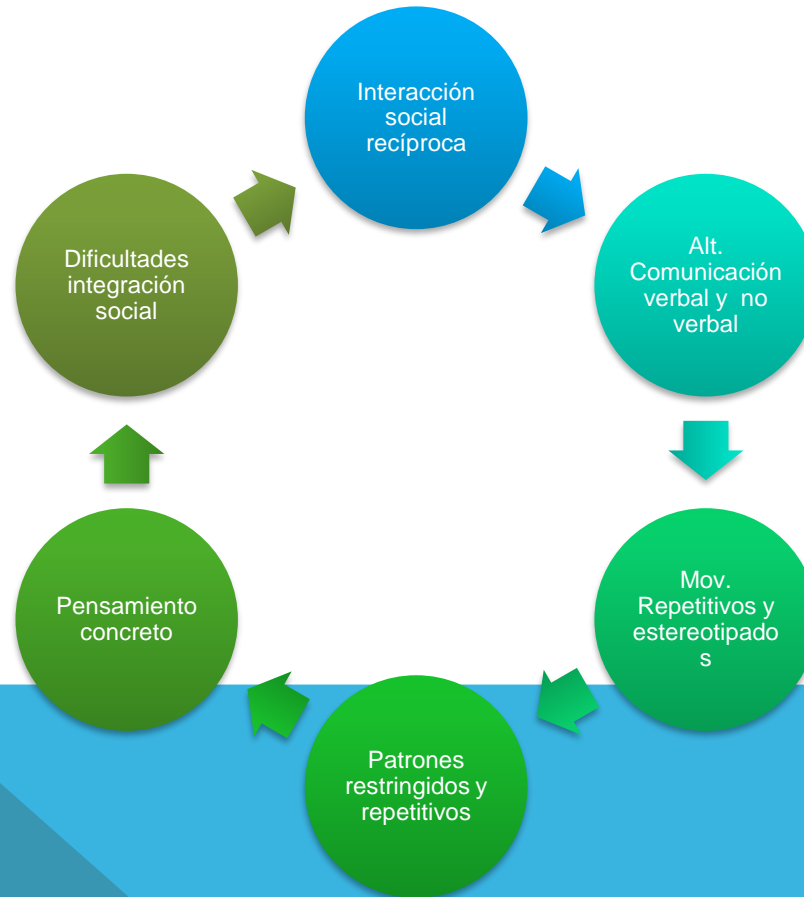 Interacción
social
recíproca
Alt.
Comunicación
verbal y no
verbal
Mov.
Repetitivos y
estereotipado
s
Patrones
restringidos y
repetitivos
Pensamiento
concreto
Dificultades
integración
social